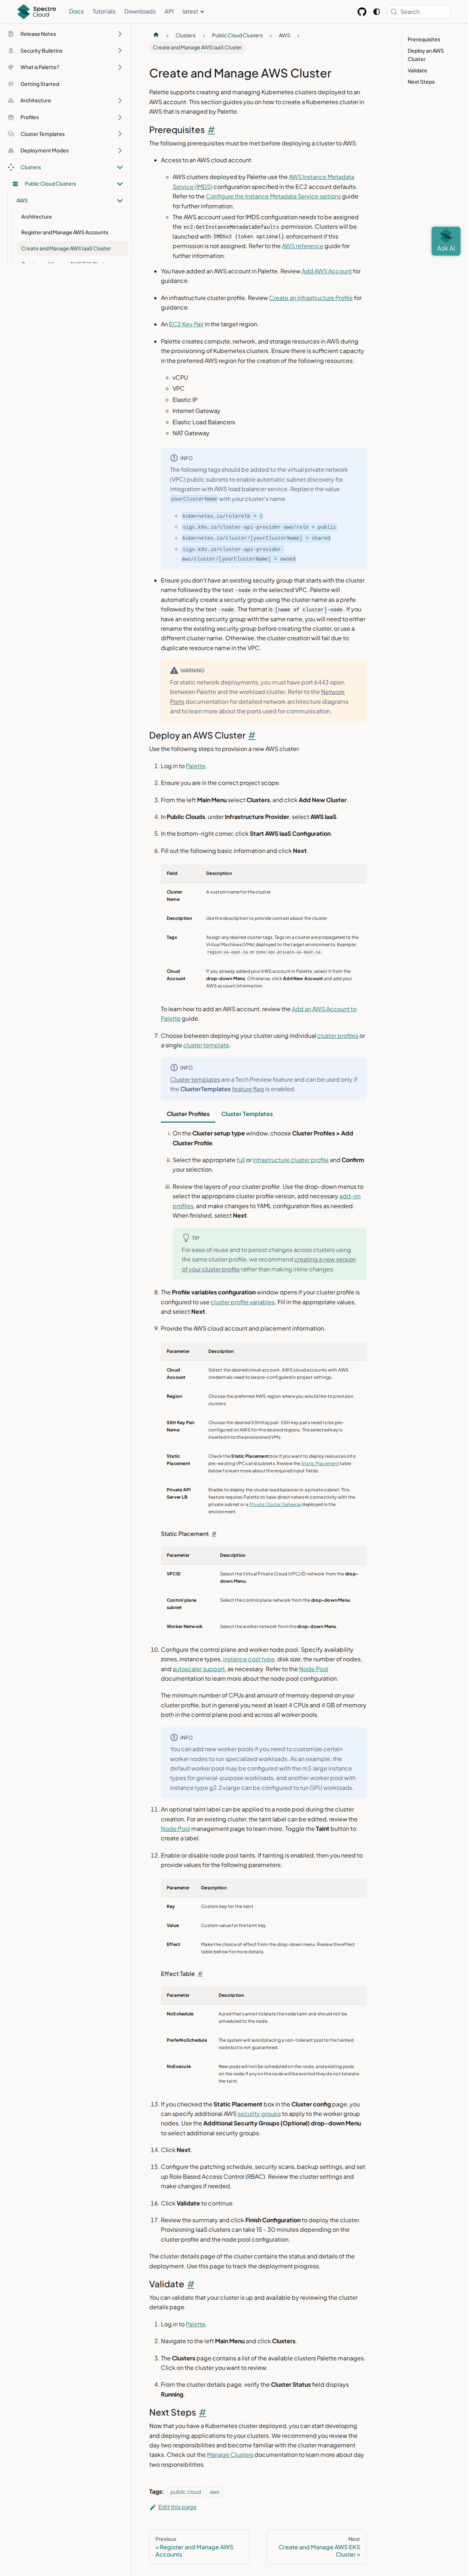 Spectro Cloud
Docs
Tutorials
Downloads
API
latest
Search
Release Notes
Security Bulletins
What is Palette?
Getting Started
Architecture
Profiles
Cluster Templates
Deployment Modes
Clusters
Public Cloud Clusters
AWS
Architecture
Register and Manage AWS Accounts
Create and Manage AWS IaaS Cluster
Clusters
Public Cloud Clusters
AWS
Create and Manage AWS IaaS Cluster
Prerequisites
Deploy an AWS
Cluster
Validate
Next Steps
Ask AI
Create and Manage AWS Cluster
Palette supports creating and managing Kubernetes clusters deployed to an
AWS account. This section guides you on how to create a Kubernetes cluster in
AWS that is managed by Palette.
Prerequisites #
The following prerequisites must be met before deploying a cluster to AWS:
Access to an AWS cloud account
AWS clusters deployed by Palette use the AWS Instance Metadata
Service (IMDS) configuration specified in the EC2 account defaults.
Refer to the Configure the Instance Metadata Service options guide
for further information.
The AWS account used for IMDS configuration needs to be assigned
the ec2:GetInstanceMetadataDefaults permission. Clusters will be
launched with IMDSv2 (token optional) enforcement if this
permission is not assigned. Refer to the AWS reference guide for
further information.
You have added an AWS account in Palette. Review Add AWS Account for
guidance.
An infrastructure cluster profile. Review Create an Infrastructure Profile for
guidance.
An EC2 Key Pair in the target region.
Palette creates compute, network, and storage resources in AWS during
the provisioning of Kubernetes clusters. Ensure there is sufficient capacity
in the preferred AWS region for the creation of the following resources:
vCPU
VPC
Elastic IP
Internet Gateway
Elastic Load Balancers
NAT Gateway
INFO
The following tags should be added to the virtual private network
(VPC) public subnets to enable automatic subnet discovery for
integration with AWS load balancer service. Replace the value
yourClusterName with your cluster's name.
kubernetes.io/role/elb = 1
sigs.k8s.io/cluster-api-provider-aws/role = public
kubernetes.io/cluster/[yourClusterName] = shared
sigs.k8s.io/cluster-api-provider-
aws/cluster/[yourClusterName] = owned
Ensure you don't have an existing security group that starts with the cluster
name followed by the text -node in the selected VPC. Palette will
automatically create a security group using the cluster name as a prefix
followed by the text -node. The format is [name of cluster]-node. If you
have an existing security group with the same name, you will need to either
rename the existing security group before creating the cluster, or use a
different cluster name. Otherwise, the cluster creation will fail due to
duplicate resource name in the VPC.
WARNING
For static network deployments, you must have port 6443 open
between Palette and the workload cluster. Refer to the Network
Ports documentation for detailed network architecture diagrams
and to learn more about the ports used for communication.
Deploy an AWS Cluster #
Use the following steps to provision a new AWS cluster:
1. Log in to Palette.
2. Ensure you are in the correct project scope.
3. From the left Main Menu select Clusters, and click Add New Cluster.
4. In Public Clouds, under Infrastructure Provider, select AWS IaaS.
5. In the bottom-right corner, click Start AWS IaaS Configuration.
6. Fill out the following basic information and click Next.
Field Description
Cluster Name A custom name for the cluster.
Description Use the description to provide context about the cluster.
Tags Assign any desired cluster tags. Tags on a cluster are propagated to the
Virtual Machines (VMs) deployed to the target environments. Example:
region:us-east-1a or zone:vpc-private-us-east-1a.
Cloud Account If you already added your AWS account in Palette, select it from the
drop-down Menu. Otherwise, click Add New Account and add your
AWS account information.
To learn how to add an AWS account, review the Add an AWS Account to
Palette guide.
7. Choose between deploying your cluster using individual cluster profiles or
a single cluster template.
INFO
Cluster templates are a Tech Preview feature and can be used only if
the ClusterTemplates feature flag is enabled.
Cluster Profiles
Cluster Templates
i. On the Cluster setup type window, choose Cluster Profiles > Add
Cluster Profile.
ii. Select the appropriate full or infrastructure cluster profile and Confirm
your selection.
iii. Review the layers of your cluster profile. Use the drop-down menus to
select the appropriate cluster profile version, add necessary add-on
profiles, and make changes to YAML configuration files as needed.
When finished, select Next.
TIP
For ease of reuse and to persist changes across clusters using
the same cluster profile, we recommend creating a new version
of your cluster profile rather than making inline changes.
8. The Profile variables configuration window opens if your cluster profile is
configured to use cluster profile variables. Fill in the appropriate values,
and select Next.
9. Provide the AWS cloud account and placement information.
Parameter Description
Cloud Account Select the desired cloud account. AWS cloud accounts with AWS
credentials need to be pre-configured in project settings.
Region Choose the preferred AWS region where you would like to provision
clusters.
SSH Key Pair Name Choose the desired SSH Key pair. SSH key pairs need to be pre-
configured on AWS for the desired regions. The selected key is
inserted into the provisioned VMs.
Static Placement Check the Static Placement box if you want to deploy resources into
pre-existing VPCs and subnets. Review the Static Placement table
below to learn more about the required input fields.
Private API Server LB Enable to deploy the cluster load balancer in a private subnet. This
feature requires Palette to have direct network connectivity with the
private subnet or a Private Cluster Gateway deployed in the
environment.
Static Placement #
Parameter Description
VPCID Select the Virtual Private Cloud (VPC) ID network from the drop-
down Menu.
Control plane subnet Select the control plane network from the drop-down Menu.
Worker Network Select the worker network from the drop-down Menu.
10. Configure the control plane and worker node pool. Specify availability
zones, instance types, instance cost type, disk size, the number of nodes,
and autoscaler support, as necessary. Refer to the Node Pool
documentation to learn more about the node pool configuration.
The minimum number of CPUs and amount of memory depend on your
cluster profile, but in general you need at least 4 CPUs and 4 GB of memory
both in the control plane pool and across all worker pools.
INFO
You can add new worker pools if you need to customize certain
worker nodes to run specialized workloads. As an example, the
default worker pool may be configured with the m3.large instance
types for general-purpose workloads, and another worker pool with
instance type g2.2xlarge can be configured to run GPU workloads.
11. An optional taint label can be applied to a node pool during the cluster
creation. For an existing cluster, the taint label can be edited, review the
Node Pool management page to learn more. Toggle the Taint button to
create a label.
12. Enable or disable node pool taints. If tainting is enabled, then you need to
provide values for the following parameters:
Parameter Description
Key Custom key for the taint.
Value Custom value for the taint key.
Effect Make the choice of effect from the drop-down menu. Review the effect
table bellow for more details.
Effect Table #
Parameter Description
NoSchedule A pod that cannot tolerate the node taint and should not be
scheduled to the node.
PreferNoSchedule The system will avoid placing a non-tolerant pod to the tainted
node but is not guaranteed.
NoExecute New pods will not be scheduled on the node, and existing pods
on the node if any on the node will be evicted they do not tolerate
the taint.
13. If you checked the Static Placement box in the Cluster config page, you
can specify additional AWS security groups to apply to the worker group
nodes. Use the Additional Security Groups (Optional) drop-down Menu
to select additional security groups.
14. Click Next.
15. Configure the patching schedule, security scans, backup settings, and set
up Role Based Access Control (RBAC). Review the cluster settings and
make changes if needed.
16. Click Validate to continue.
17. Review the summary and click Finish Configuration to deploy the cluster.
Provisioning IaaS clusters can take 15 - 30 minutes depending on the
cluster profile and the node pool configuration.
The cluster details page of the cluster contains the status and details of the
deployment. Use this page to track the deployment progress.
Validate #
You can validate that your cluster is up and available by reviewing the cluster
details page.
1. Log in to Palette.
2. Navigate to the left Main Menu and click Clusters.
3. The Clusters page contains a list of the available clusters Palette manages.
Click on the cluster you want to review.
4. From the cluster details page, verify the Cluster Status field displays
Running.
Next Steps #
Now that you have a Kubernetes cluster deployed, you can start developing
and deploying applications to your clusters. We recommend you review the
day two responsibilities and become familiar with the cluster management
tasks. Check out the Manage Clusters documentation to learn more about day
two responsibilities.
Tags: public cloud aws
Edit this page
Previous
« Register and Manage AWS
Accounts
Next
Create and Manage AWS EKS
Cluster »